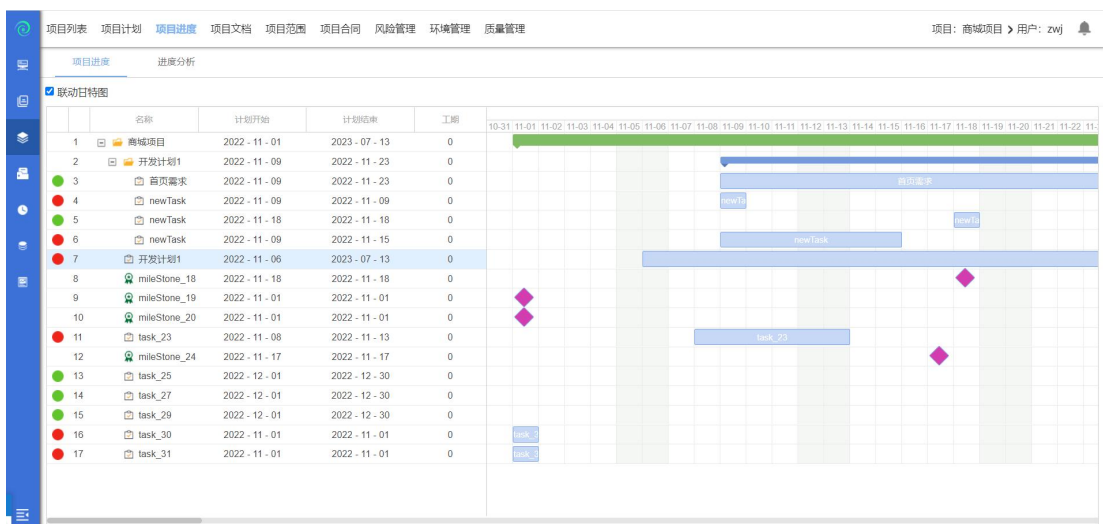 项目列表 项目计划 项目进度 项目文档 项目范围 项目合同 风险管理 环境管理 质量管理 项目：商城项目 用户：zwj
项目进度 进度分析
联动甘特图
名称 计划开始 计划结束 工期
10-31 11-01 11-02 11-03 11-04 11-05 11-06 11-07 11-08 11-09 11-10 11-11 11-12 11-13 11-14 11-15 11-16 11-17 11-18 11-19 11-20 11-21 11-22 11-
1 商城项目 2022 - 11 - 01 2023 - 07 - 13 0
2 开发计划1 2022 - 11 - 09 2022 - 11 - 23 0
3 首页需求 2022 - 11 - 09 2022 - 11 - 23 0 首页需求
4 newTask 2022 - 11 - 09 2022 - 11 - 09 0 newTa
5 newTask 2022 - 11 - 18 2022 - 11 - 18 0 newTa
6 newTask 2022 - 11 - 09 2022 - 11 - 15 0 newTask
7 开发计划1 2022 - 11 - 06 2023 - 07 - 13 0
8 mileStone_18 2022 - 11 - 18 2022 - 11 - 18 0
9 mileStone_19 2022 - 11 - 01 2022 - 11 - 01 0
10 mileStone_20 2022 - 11 - 01 2022 - 11 - 01 0
11 task_23 2022 - 11 - 08 2022 - 11 - 13 0 task_23
12 mileStone_24 2022 - 11 - 17 2022 - 11 - 17 0
13 task_25 2022 - 12 - 01 2022 - 12 - 30 0
14 task_27 2022 - 12 - 01 2022 - 12 - 30 0
15 task_29 2022 - 12 - 01 2022 - 12 - 30 0
16 task_30 2022 - 11 - 01 2022 - 11 - 01 0 task_3
17 task_31 2022 - 11 - 01 2022 - 11 - 01 0 task_3